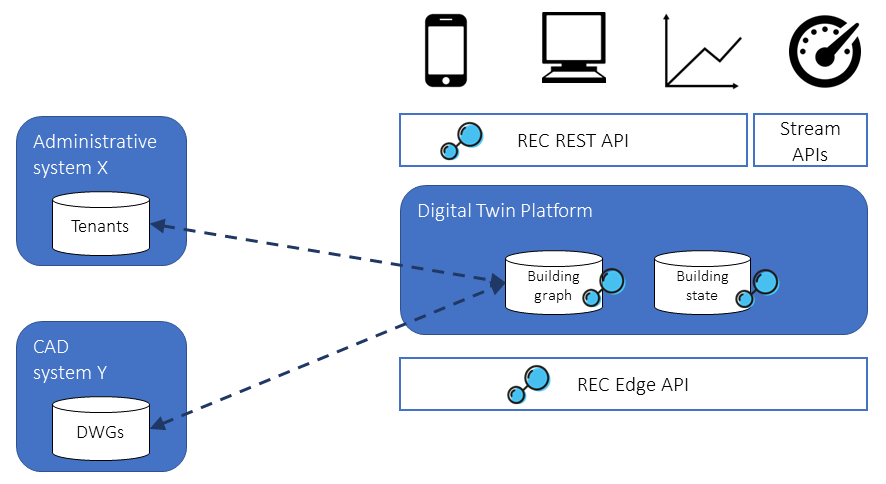 Administrative
system X
Tenants
CAD
system Y
DWGs
REC REST API
Stream
APIs
Digital Twin Platform
Building
graph
Building
state
REC Edge API